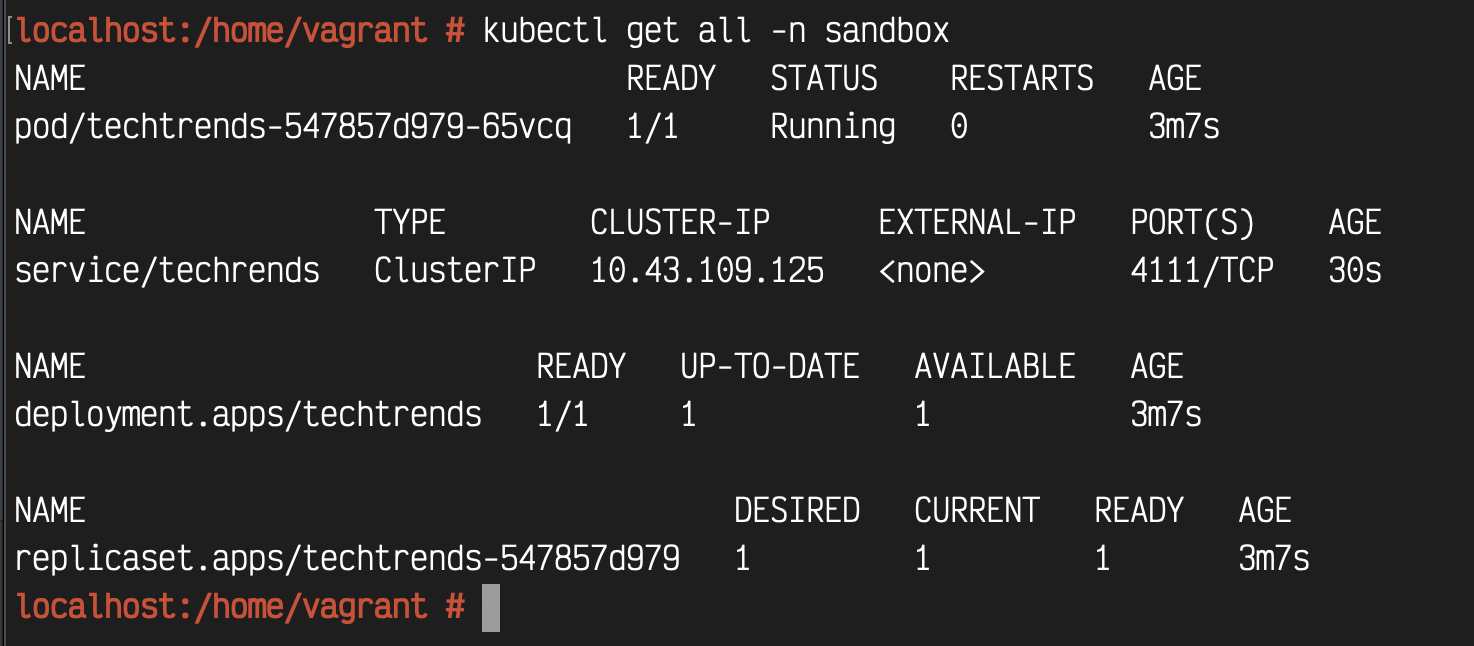 [localhost:/home/vagrant # kubectl get all -n sandbox
NAME                              READY   STATUS    RESTARTS   AGE
pod/techtrends-547857d979-65vcq   1/1     Running   0          3m7s

NAME                TYPE        CLUSTER-IP      EXTERNAL-IP   PORT(S)    AGE
service/techrends   ClusterIP   10.43.109.125   <none>        4111/TCP   30s

NAME                         READY   UP-TO-DATE   AVAILABLE   AGE
deployment.apps/techtrends   1/1     1            1           3m7s

NAME                                    DESIRED   CURRENT   READY   AGE
replicaset.apps/techtrends-547857d979   1         1         1       3m7s
localhost:/home/vagrant #